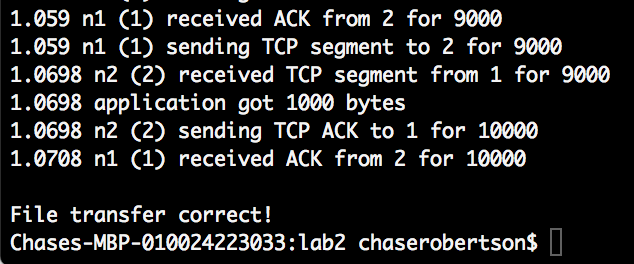 1.059 n1 (1) received ACK from 2 for 9000
1.059 n1 (1) sending TCP segment to 2 for 9000
1.0698 n2 (2) received TCP segment from 1 for 9000
1.0698 application got 1000 bytes
1.0698 n2 (2) sending TCP ACK to 1 for 10000
1.0708 n1 (1) received ACK from 2 for 10000
File transfer correct!
Chases-MBP-010024223033:lab2 chaserobertson$